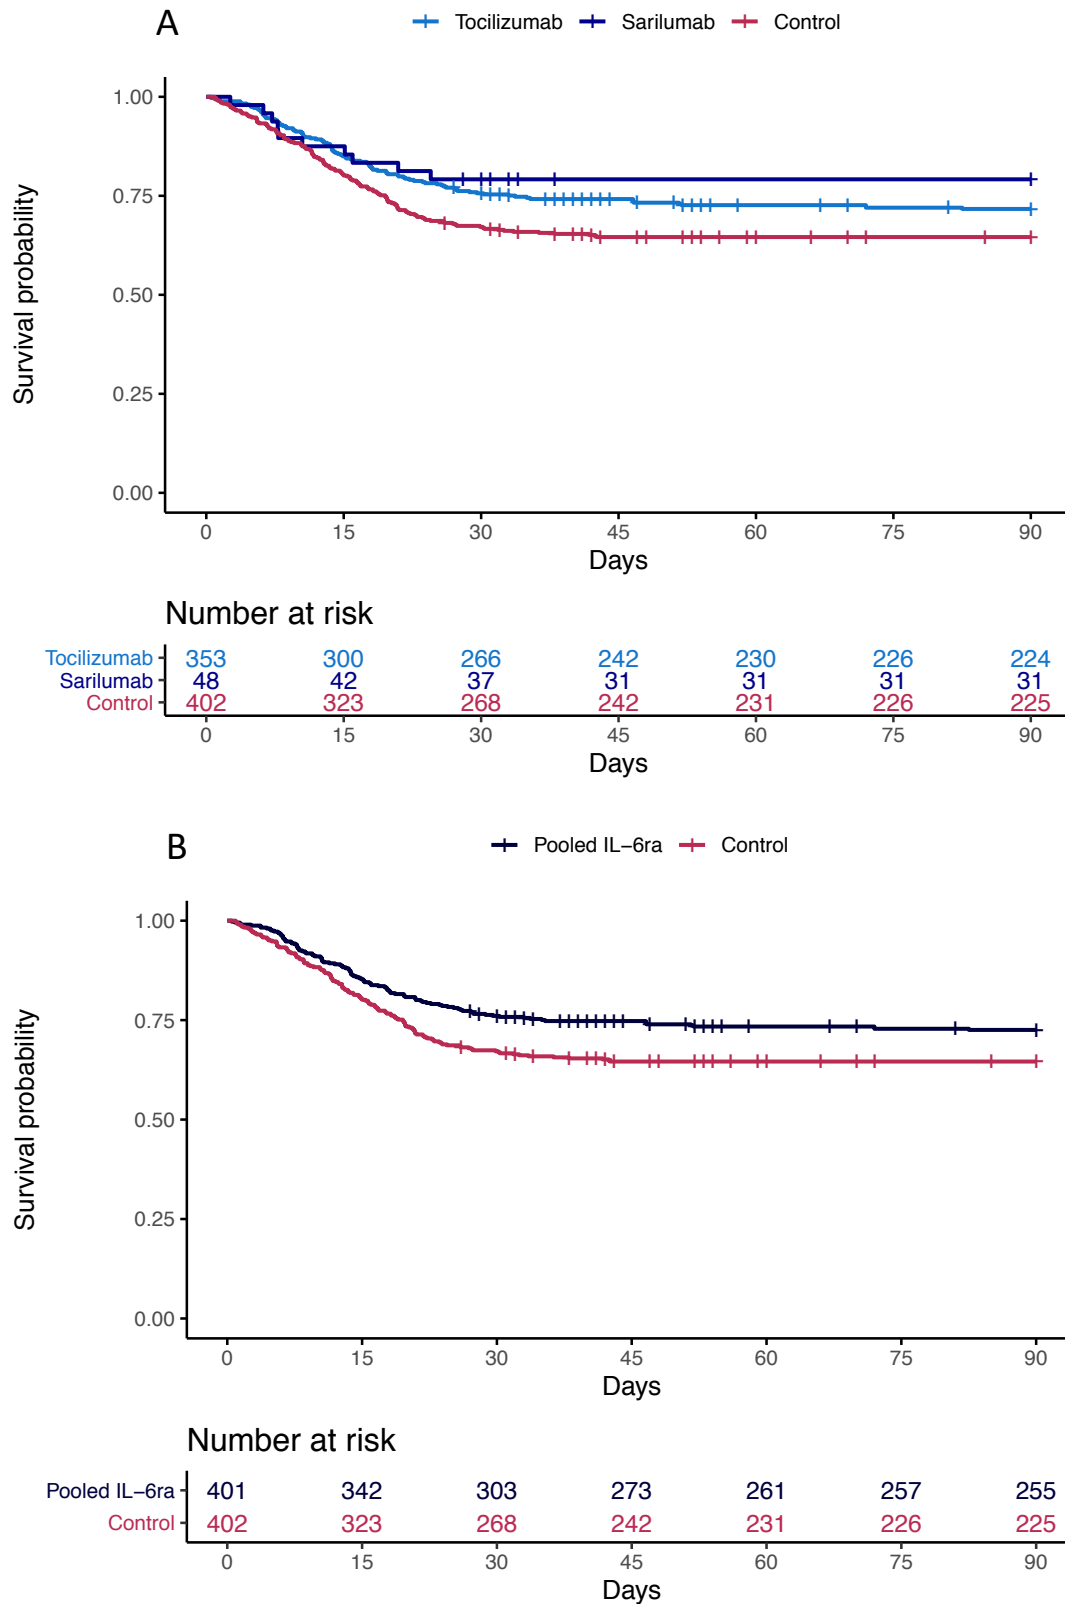 A
Tocilizumab Sarilumab Control
Survival probability
1.00
0.75
0.50
0.25
0.00
0 15 30 45 60 75 90
Days
Number at risk
Tocilizumab 353 300 266 242 230 226 224
Sarilumab 48 42 37 31 31 31 31
Control 402 323 268 242 231 226 225
0 15 30 45 60 75 90
Days
B
Pooled IL−6ra Control
Survival probability
1.00
0.75
0.50
0.25
0.00
0 15 30 45 60 75 90
Days
Number at risk
Pooled IL−6ra 401 342 303 273 261 257 255
Control 402 323 268 242 231 226 225
0 15 30 45 60 75 90
Days